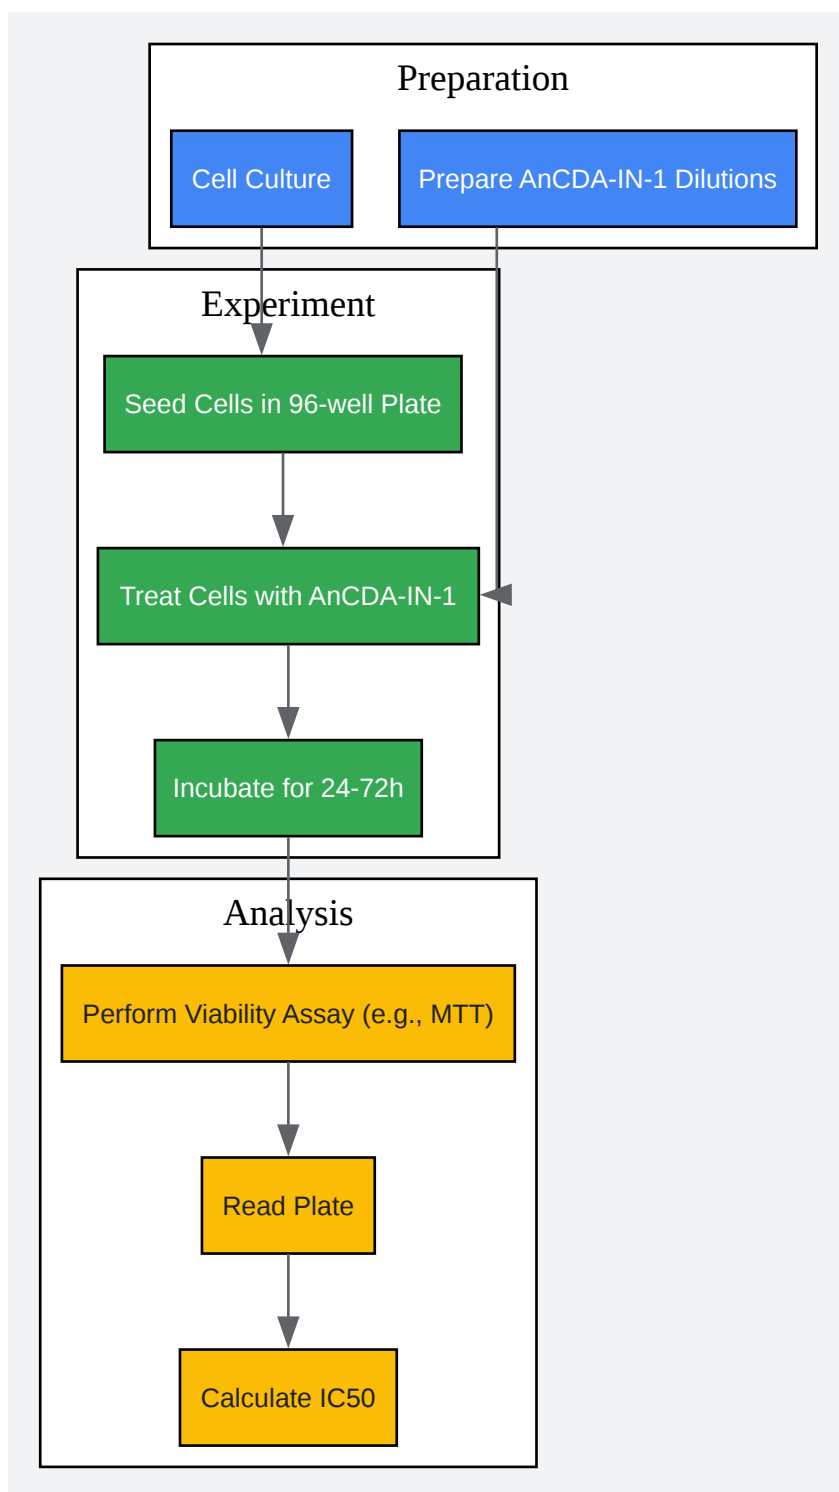 Preparation
Cell Culture
Prepare AnCDA-IN-1 Dilutions
Experiment
Seed Cells in 96-well Plate
Treat Cells with AnCDA-IN-1
Incubate for 24-72h
Analysis
Perform Viability Assay (e.g., MTT)
Read Plate
Calculate IC50